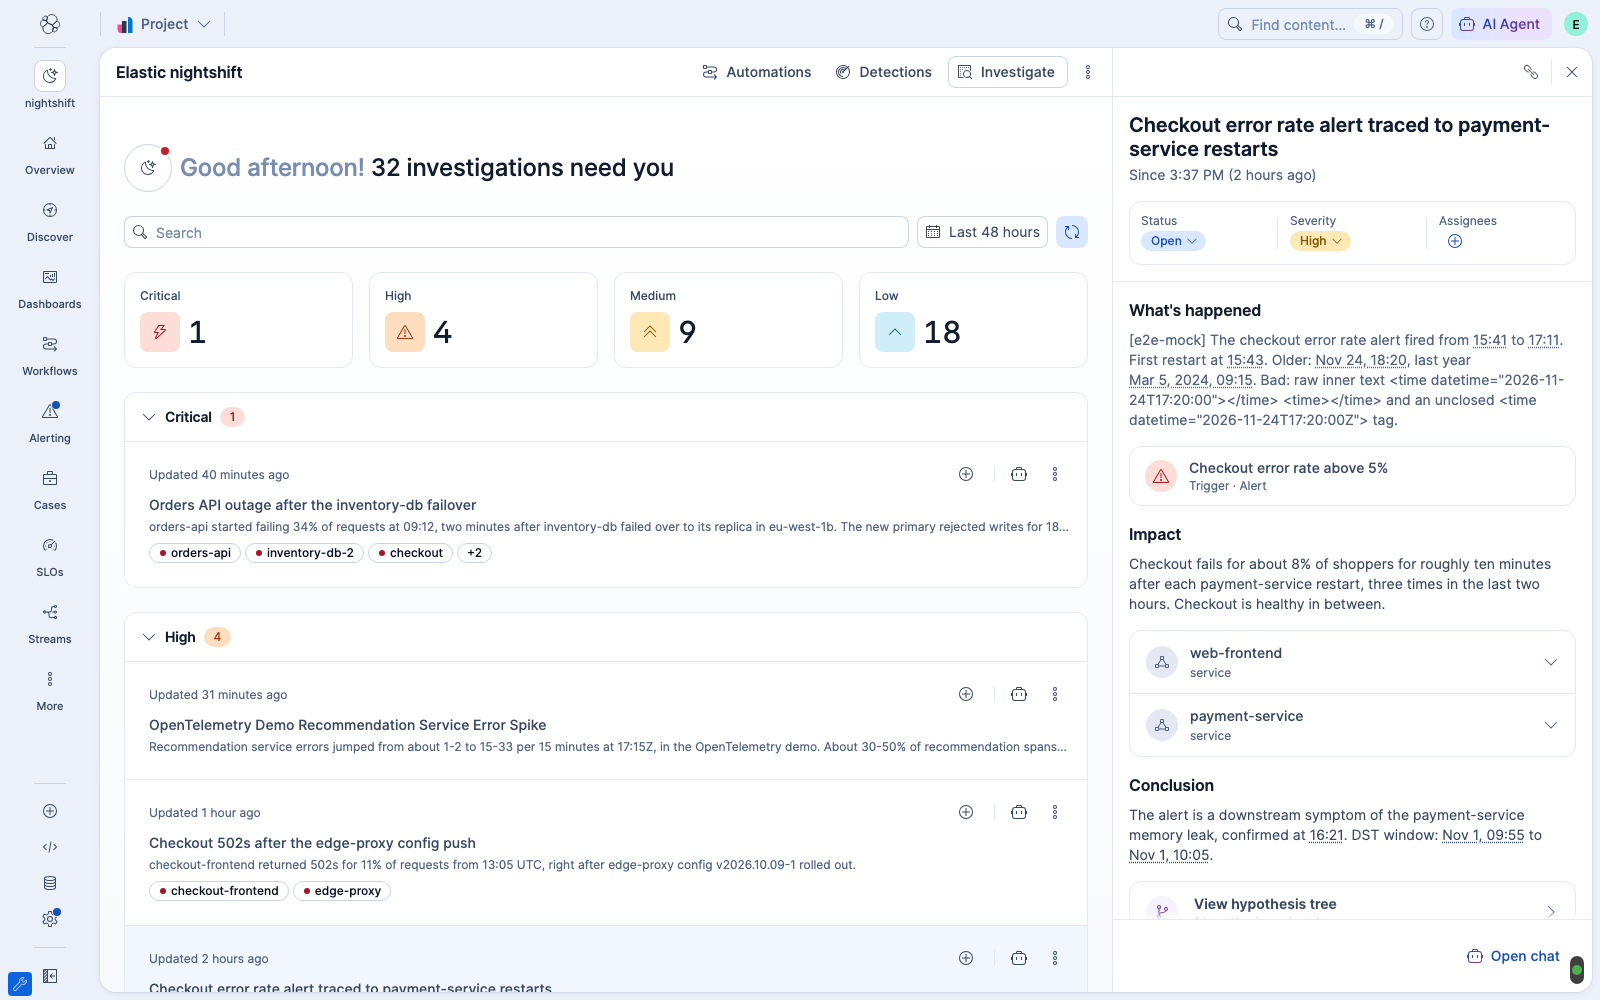 Project
Find content...
⌘ /
AI Agent
E
nightshift
Overview
Discover
Dashboards
Workflows
Alerting
Cases
SLOs
Streams
More
Elastic nightshift
Automations
Detections
Investigate
Good afternoon! 32 investigations need you
Search
Last 48 hours
Critical
1
High
4
Medium
9
Low
18
Critical 1
Updated 40 minutes ago
Orders API outage after the inventory-db failover
orders-api started failing 34% of requests at 09:12, two minutes after inventory-db failed over to its replica in eu-west-1b. The new primary rejected writes for 18...
orders-api
inventory-db-2
checkout
+2
High 4
Updated 31 minutes ago
OpenTelemetry Demo Recommendation Service Error Spike
Recommendation service errors jumped from about 1-2 to 15-33 per 15 minutes at 17:15Z, in the OpenTelemetry demo. About 30-50% of recommendation spans...
Updated 1 hour ago
Checkout 502s after the edge-proxy config push
checkout-frontend returned 502s for 11% of requests from 13:05 UTC, right after edge-proxy config v2026.10.09-1 rolled out.
checkout-frontend
edge-proxy
Updated 2 hours ago
Checkout error rate alert traced to payment-service restarts
Checkout error rate alert traced to payment-
service restarts
Since 3:37 PM (2 hours ago)
Status
Open
Severity
High
Assignees
What's happened
[e2e-mock] The checkout error rate alert fired from 15:41 to 17:11.
First restart at 15:43. Older: Nov 24, 18:20, last year
Mar 5, 2024, 09:15. Bad: raw inner text <time datetime="2026-11-
24T17:20:00"></time> <time></time> and an unclosed <time
datetime="2026-11-24T17:20:00Z"> tag.
Checkout error rate above 5%
Trigger · Alert
Impact
Checkout fails for about 8% of shoppers for roughly ten minutes
after each payment-service restart, three times in the last two
hours. Checkout is healthy in between.
web-frontend
service
payment-service
service
Conclusion
The alert is a downstream symptom of the payment-service
memory leak, confirmed at 16:21. DST window: Nov 1, 09:55 to
Nov 1, 10:05.
View hypothesis tree
Open chat